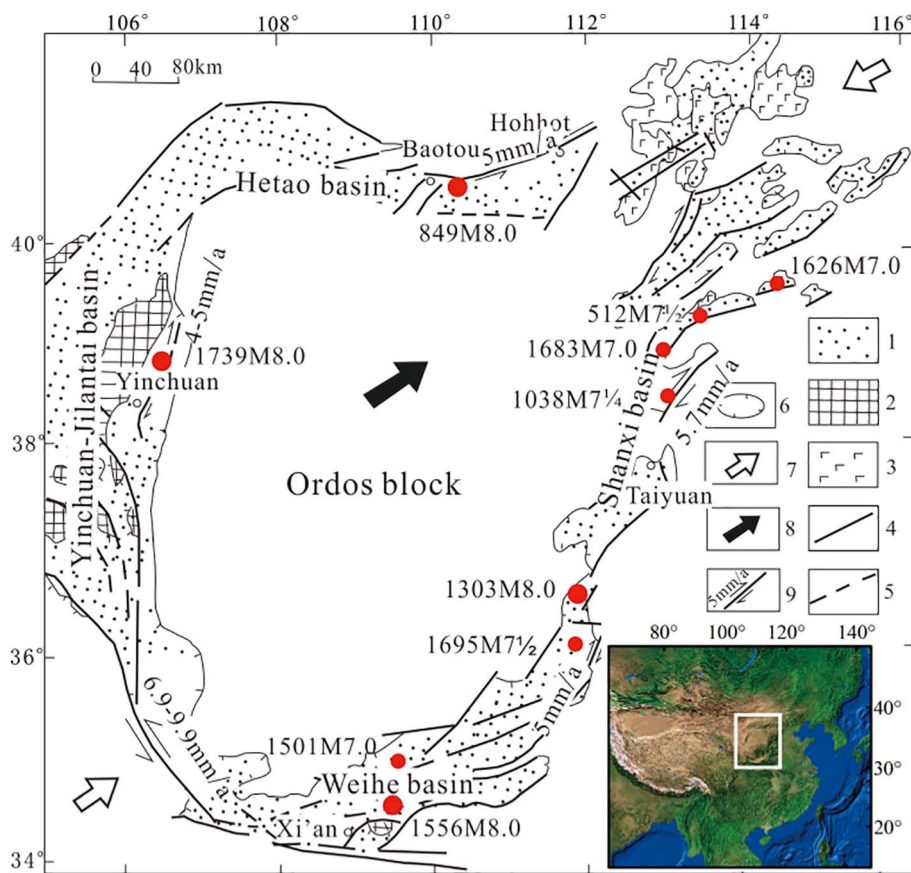 106° 108° 110° 112° 114° 116°
0 40 80km
Hohhot
Baotou
5mm/a
Hetao basin
849M8.0
40°
1626M7.0
4-5mm/a
512M7½
1739M8.0
1683M7.0
1
Yinchuan
1038M7¼
6
2
Yinchuan-Jilantai basin
Shanxi basin
5.7mm/a
38°
7
3
Ordos block
Taiyuan
8
4
1303M8.0
5mm/a
9
5
1695M7½
36°
80° 100° 120° 140°
6.9-9.9mm/a
5mm/a
40°
1501M7.0
30°
Weihe basin
Xi'an
1556M8.0
20°
34°